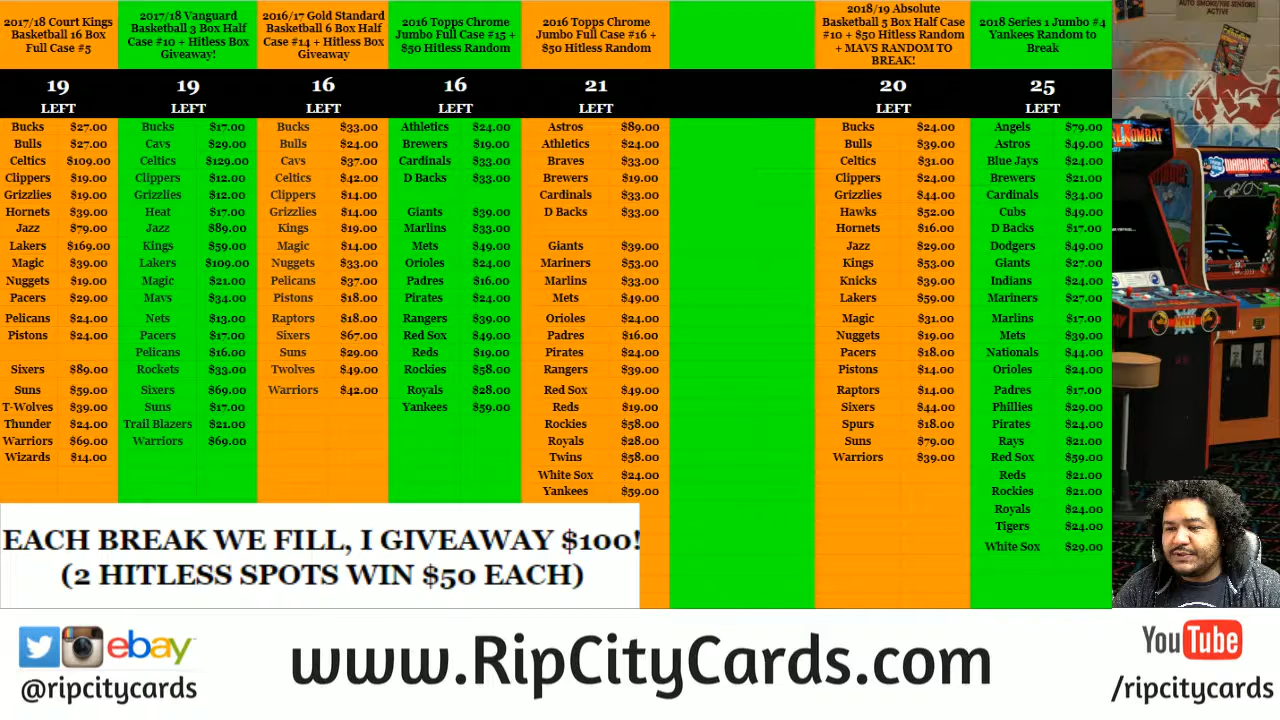 2017/18 Court Kings
Basketball 16 Box
Full Case #5
19
LEFT
Bucks $27.00
Bulls $27.00
Celtics $109.00
Clippers $19.00
Grizzlies $19.00
Hornets $39.00
Jazz $79.00
Lakers $169.00
Magic $39.00
Nuggets $19.00
Pacers $29.00
Pelicans $24.00
Pistons $24.00
Sixers $89.00
Suns $59.00
T-Wolves $39.00
Thunder $24.00
Warriors $69.00
Wizards $14.00
2017/18 Vanguard
Basketball 3 Box Half
Case #10 + Hitless Box
Giveaway!
19
LEFT
Bucks $17.00
Cavs $29.00
Celtics $129.00
Clippers $12.00
Grizzlies $12.00
Heat $17.00
Jazz $89.00
Kings $59.00
Lakers $109.00
Magic $21.00
Mavs $34.00
Nets $13.00
Pacers $17.00
Pelicans $16.00
Rockets $33.00
Sixers $69.00
Suns $17.00
Trail Blazers $21.00
Warriors $69.00
2016/17 Gold Standard
Basketball 6 Box Half
Case #14 + Hitless Box
Giveaway
16
LEFT
Bucks $33.00
Bulls $24.00
Cavs $37.00
Celtics $42.00
Clippers $14.00
Grizzlies $14.00
Kings $19.00
Magic $14.00
Nuggets $33.00
Pelicans $37.00
Pistons $18.00
Raptors $18.00
Sixers $67.00
Suns $29.00
Twolves $49.00
Warriors $42.00
2016 Topps Chrome
Jumbo Full Case #15 +
$50 Hitless Random
16
LEFT
Athletics $24.00
Brewers $19.00
Cardinals $33.00
D Backs $33.00
Giants $39.00
Marlins $33.00
Mets $49.00
Orioles $24.00
Padres $16.00
Pirates $24.00
Rangers $39.00
Red Sox $49.00
Reds $19.00
Rockies $58.00
Royals $28.00
Yankees $59.00
2016 Topps Chrome
Jumbo Full Case #16 +
$50 Hitless Random
21
LEFT
Astros $89.00
Athletics $24.00
Braves $33.00
Brewers $19.00
Cardinals $33.00
D Backs $33.00
Giants $39.00
Mariners $53.00
Marlins $33.00
Mets $49.00
Orioles $24.00
Padres $16.00
Pirates $24.00
Rangers $39.00
Red Sox $49.00
Reds $19.00
Rockies $58.00
Royals $28.00
Twins $58.00
White Sox $24.00
Yankees $59.00
2018/19 Absolute
Basketball 5 Box Half Case
#10 + $50 Hitless Random
+ MAVS RANDOM TO
BREAK!
20
LEFT
Bucks $24.00
Bulls $39.00
Celtics $31.00
Clippers $24.00
Grizzlies $44.00
Hawks $52.00
Hornets $16.00
Jazz $29.00
Kings $53.00
Knicks $39.00
Lakers $59.00
Magic $31.00
Nuggets $19.00
Pacers $18.00
Pistons $14.00
Raptors $14.00
Sixers $44.00
Spurs $18.00
Suns $79.00
Warriors $39.00
2018 Series 1 Jumbo #4
Yankees Random to
Break
25
LEFT
Angels $79.00
Astros $49.00
Blue Jays $24.00
Brewers $21.00
Cardinals $34.00
Cubs $49.00
D Backs $17.00
Dodgers $49.00
Giants $27.00
Indians $24.00
Mariners $27.00
Marlins $17.00
Mets $39.00
Nationals $44.00
Orioles $24.00
Padres $17.00
Phillies $29.00
Pirates $24.00
Rays $21.00
Red Sox $59.00
Reds $21.00
Rockies $21.00
Royals $24.00
Tigers $24.00
White Sox $29.00
EACH BREAK WE FILL, I GIVEAWAY $100!
(2 HITLESS SPOTS WIN $50 EACH)
ebay
@ripcitycards
www.RipCityCards.com
YouTube
/ripcitycards